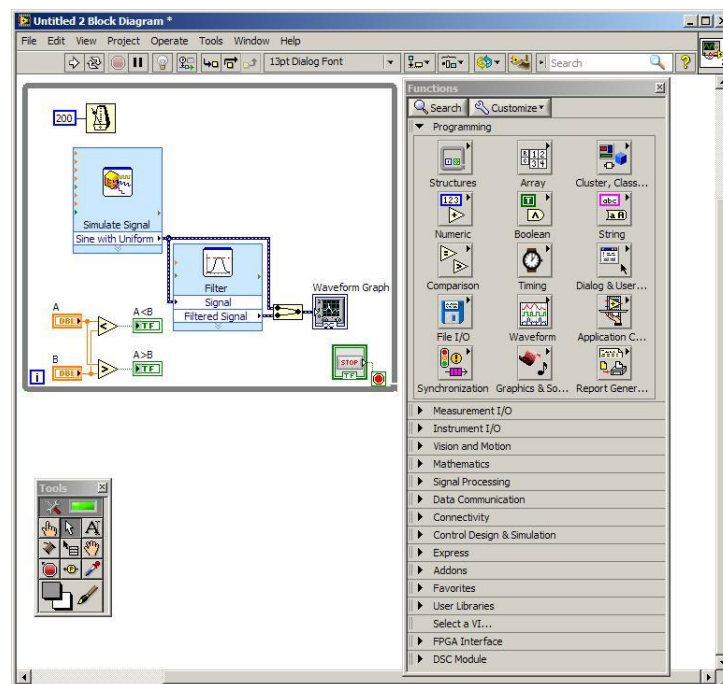 Untitled 2 Block Diagram *
File Edit View Project Operate Tools Window Help
13pt Dialog Font
Search
Functions
Search Customize
Programming
Structures Array Cluster, Class...
123
Numeric Boolean String
Comparison Timing Dialog & User...
File I/O Waveform Application C...
Synchronization Graphics & So... Report Gener...
Measurement I/O
Instrument I/O
Vision and Motion
Mathematics
Signal Processing
Data Communication
Connectivity
Control Design & Simulation
Express
Addons
Favorites
User Libraries
Select a VI...
FPGA Interface
DSC Module
200
Simulate Signal
Sine with Uniform
Filter
Signal
Filtered Signal
Waveform Graph
A
DBL
A<B
TF
B
DBL
A>B
TF
STOP
TF
i
Tools